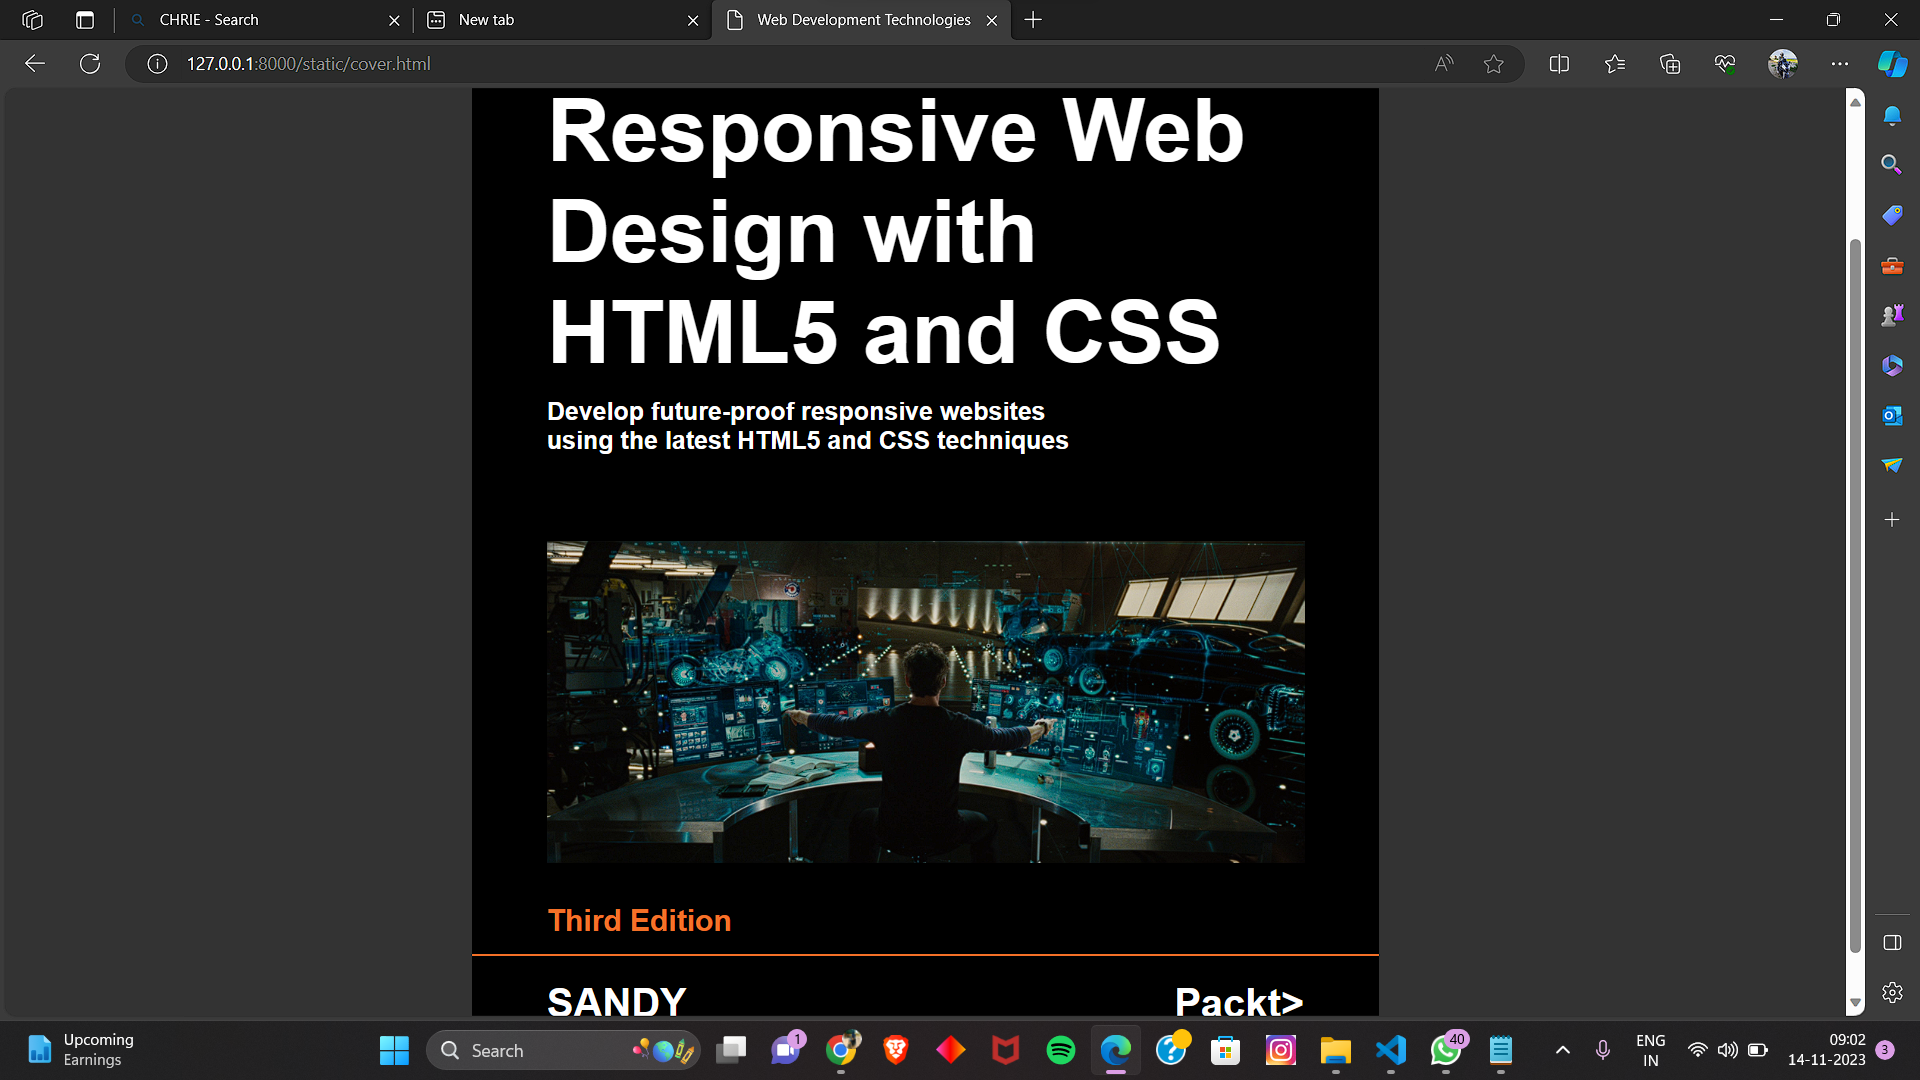 CHRIE - Search
New tab
Web Development Technologies
127.0.0.1:8000/static/cover.html
Responsive Web
Design with
HTML5 and CSS
Develop future-proof responsive websites
using the latest HTML5 and CSS techniques
Third Edition
SANDY
Packt>
Upcoming
Earnings
Search
1
40
ENG
IN
09:02
14-11-2023
3